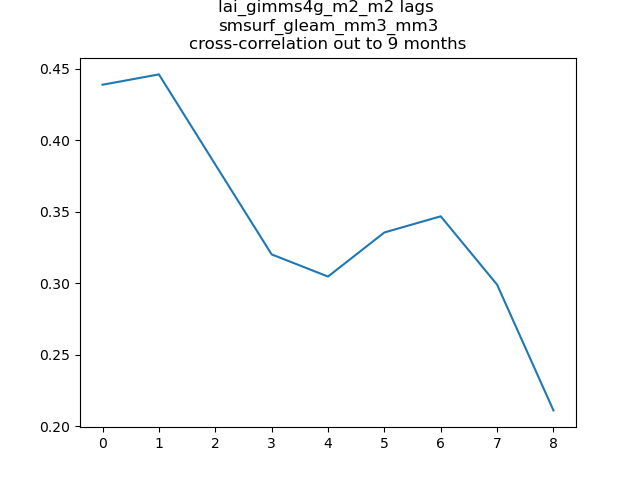 lai_gimms4g_m2_m2 lags
smsurf_gleam_mm3_mm3
cross-correlation out to 9 months
0.45
0.40
0.35
0.30
0.25
0.20
0 1 2 3 4 5 6 7 8